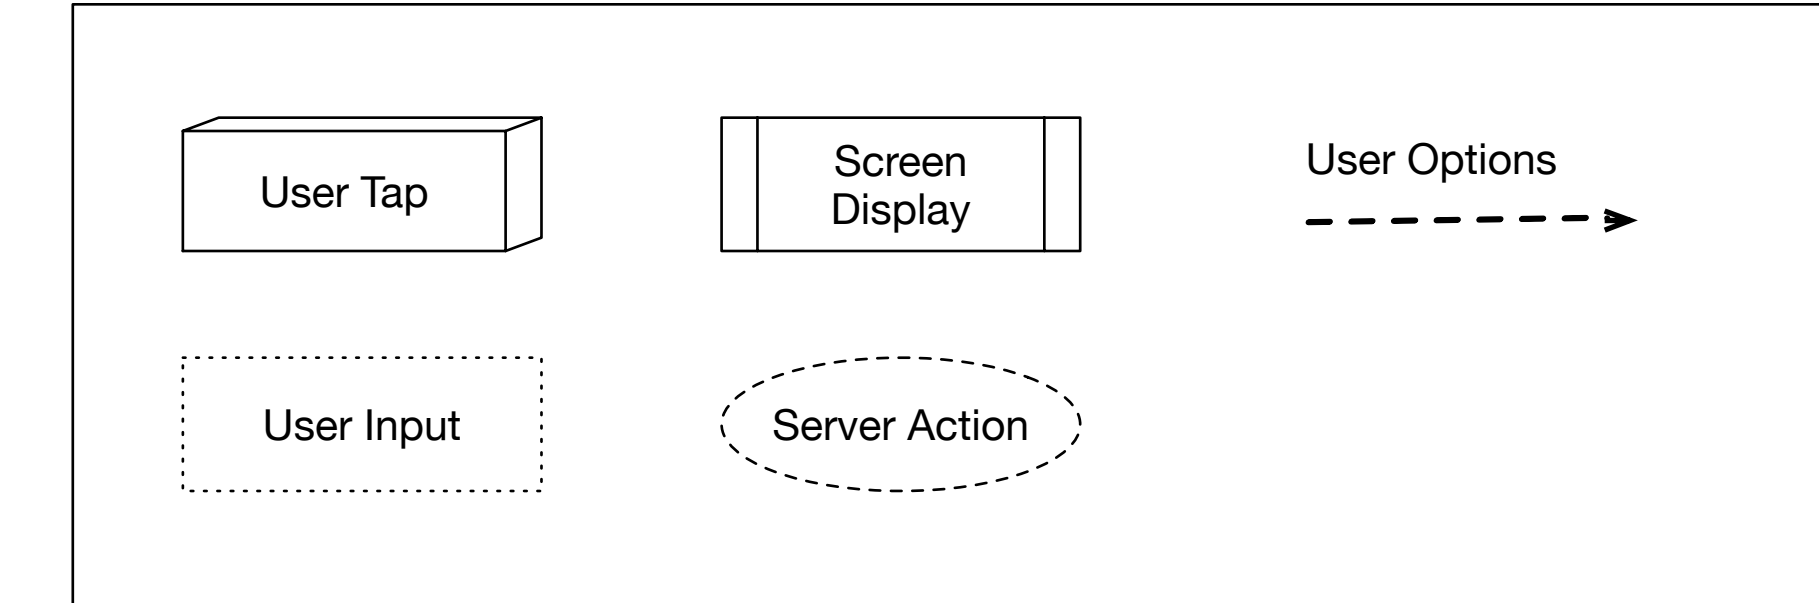 User Tap
Screen
Display
User Options
User Input
Server Action